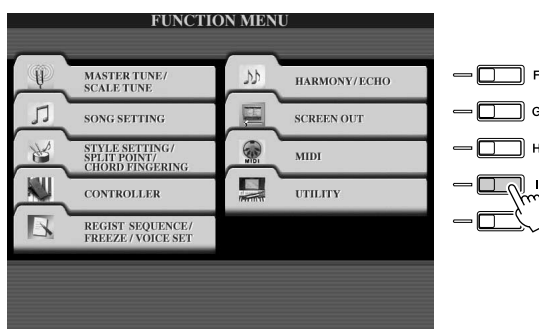 FUNCTION MENU
MASTER TUNE/
SCALE TUNE
SONG SETTING
STYLE SETTING/
SPLIT POINT/
CHORD FINGERING
CONTROLLER
REGIST SEQUENCE/
FREEZE / VOICE SET
HARMONY/ ECHO
SCREEN OUT
MIDI
MIDI
UTILITY
F
G
H
I